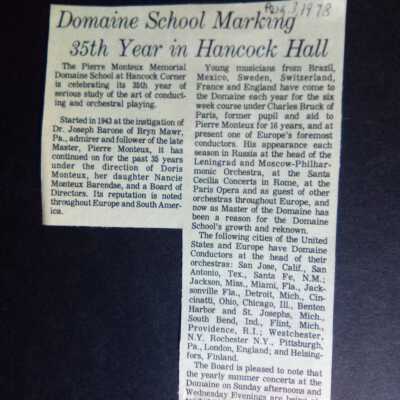 Aug 3, 1978
Domaine School Marking
35th Year in Hancock Hall
The Pierre Monteux Memorial
Domaine School at Hancock Corner
is celebrating its 35th year of
serious study of the art of conduct-
ing and orchestral playing.
Started in 1943 at the instigation of
Dr. Joseph Barone of Bryn Mawr,
Pa., admirer and follower of the late
Master, Pierre Monteux, It has
continued on for the past 35 years
under the direction of Doris
Monteux, her daughter Nancie
Monteux Barendse, and a Board of
Directors. Its reputation is noted
throughout Europe and South Amer-
ica.
Young musicians from Brazil,
Mexico, Sweden, Switzerland,
France and England have come to
the Domaine each year for the six
week course under Charles Bruck of
Paris, former pupil and aid to
Pierre Monteux for 16 years, and at
present one of Europe's foremost
conductors. His appearance each
season in Russia at the head of the
Leningrad and Moscow-Philhar-
monic Orchestra, at the Santa
Cecilia Concerts in Rome, at the
Paris Opera and as guest of other
orchestras throughout Europe, and
now as Master of the Domaine has
been a reason for the Domaine
School's growth and reknown.
The following cities of the United
States and Europe have Domaine
Conductors at the head of their
orchestras: San Jose, Calif., San
Antonio, Tex., Santa Fe, N.M.;
Jackson, Miss., Miami, Fla., Jack-
sonville Fla., Detroit, Mich., Cin-
cinatti, Ohio, Chicago, Ill., Benton
Harbor and St. Josephs, Mich.,
South Bend, Ind., Flint, Mich.,
Providence, R.I.; Westchester,
N.Y. Rochester N.Y., Pittsburgh,
Pa., London, England; and Helsing-
fors, Finland.
The Board is pleased to note that
the yearly summer concerts at the
Domaine on Sunday afternoons and
Wednesday Evenings are being